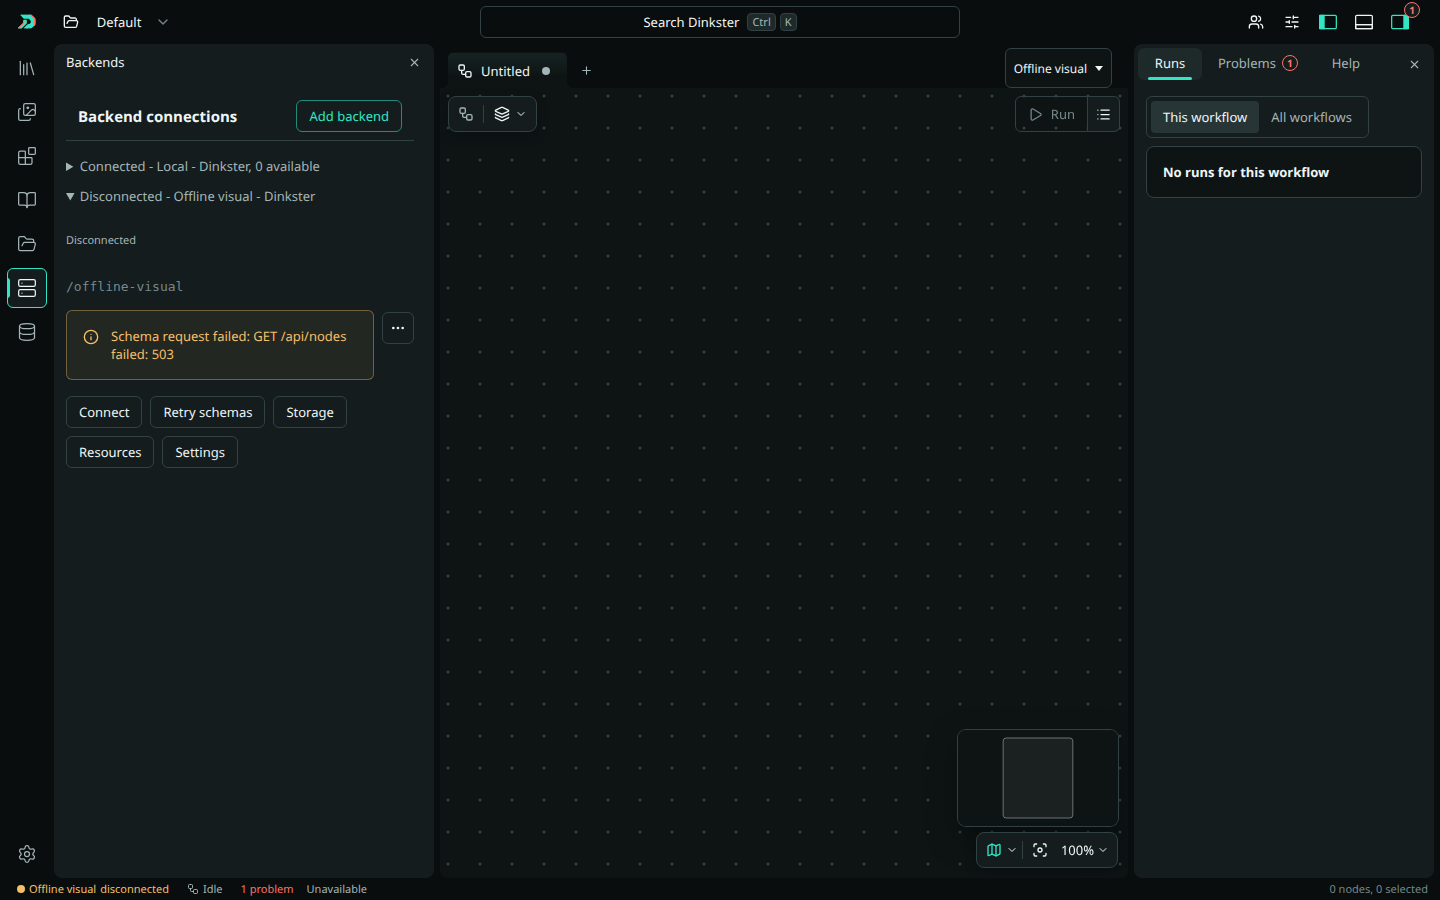 Default
Search Dinkster Ctrl K
1
Backends
Backend connections
Add backend
Connected - Local - Dinkster, 0 available
Disconnected - Offline visual - Dinkster
Disconnected
/offline-visual
Schema request failed: GET /api/nodes
failed: 503
Connect
Retry schemas
Storage
Resources
Settings
Untitled
Offline visual
Run
100%
Runs
Problems 1
Help
This workflow
All workflows
No runs for this workflow
Offline visual disconnected
Idle
1 problem
Unavailable
0 nodes, 0 selected